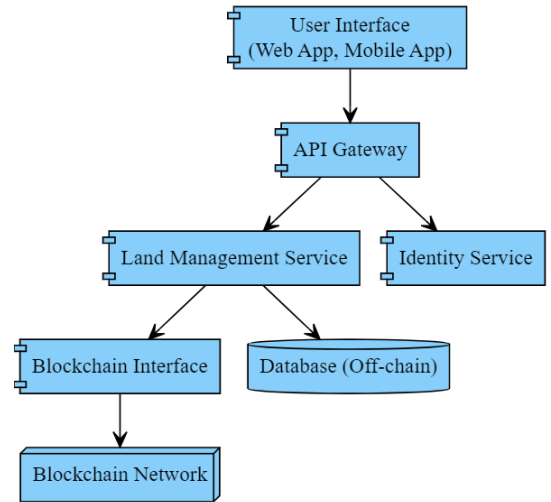 User Interface
(Web App, Mobile App)
API Gateway
Land Management Service
Identity Service
Blockchain Interface
Database (Off-chain)
Blockchain Network